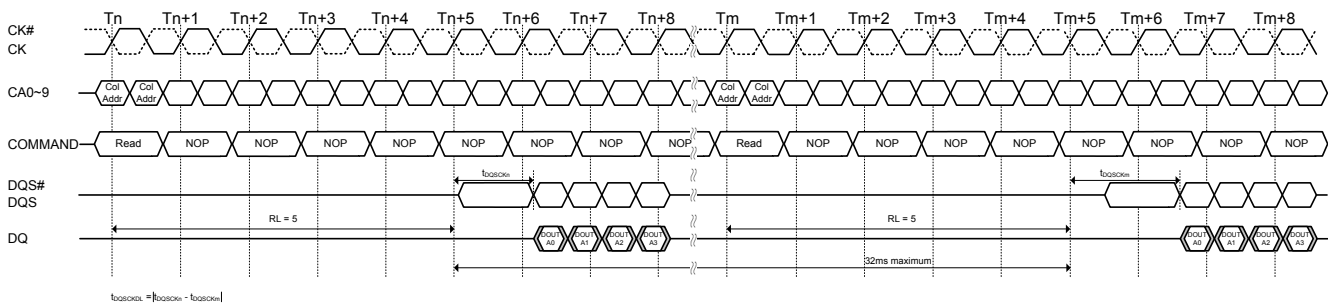 Tn Tn+1 Tn+2 Tn+3 Tn+4 Tn+5 Tn+6 Tn+7 Tn+8 Tm Tm+1 Tm+2 Tm+3 Tm+4 Tm+5 Tm+6 Tm+7 Tm+8
CK#
CK
CA0~9 Col Addr Col Addr Col Addr Col Addr
COMMAND Read NOP NOP NOP NOP NOP NOP NOP NOP Read NOP NOP NOP NOP NOP NOP NOP NOP
tDQSCKn tDQSCKm
DQS#
DQS
RL = 5 RL = 5
DQ DOUT A0 DOUT A1 DOUT A2 DOUT A3 DOUT A0 DOUT A1 DOUT A2 DOUT A3
32ms maximum
tDQSCKDL = |tDQSCKn - tDQSCKm|